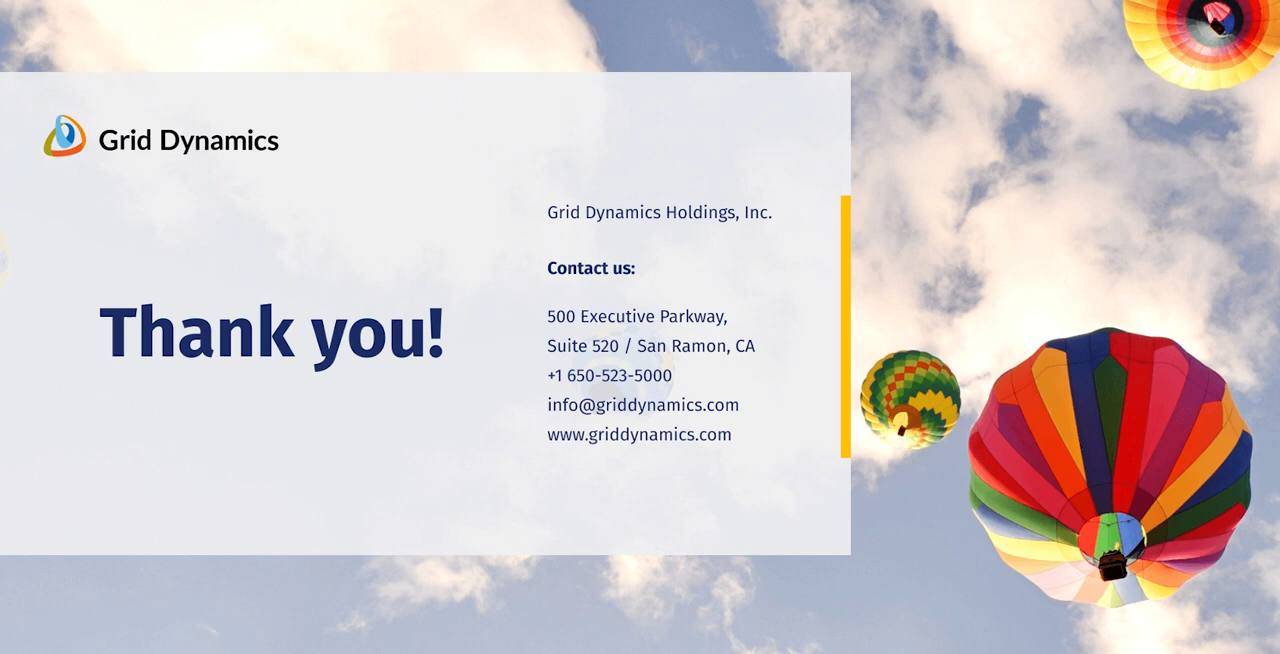 Grid Dynamics
Thank you!
Grid Dynamics Holdings, Inc.
Contact us:
500 Executive Parkway,
Suite 520 / San Ramon, CA
+1 650-523-5000
info@griddynamics.com
www.griddynamics.com